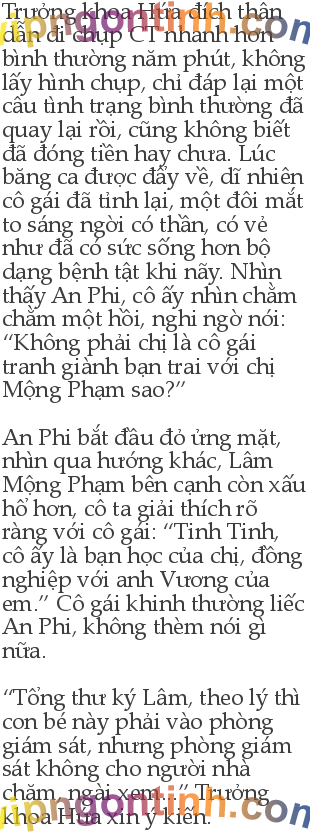 Trưởng khoa Hứa đích thân
dẫn đi chụp CT nhanh hơn
bình thường năm phút, không
lấy hình chụp, chỉ đáp lại một
câu tình trạng bình thường đã
quay lại rồi, cũng không biết
đã đóng tiền hay chưa. Lúc
băng ca được đẩy về, dĩ nhiên
cô gái đã tỉnh lại, một đôi mắt
to sáng ngời có thần, có vẻ
như đã có sức sống hơn bộ
dạng bệnh tật khi nãy. Nhìn
thấy An Phi, cô ấy nhìn chằm
chằm một hồi, nghi ngờ nói:
“Không phải chị là cô gái
tranh giành bạn trai với chị
Mộng Phạm sao?”
An Phi bắt đầu đỏ ửng mặt,
nhìn qua hướng khác, Lâm
Mộng Phạm bên cạnh còn xấu
hổ hơn, cô ta giải thích rõ
ràng với cô gái: “Tinh Tinh,
cô ấy là bạn học của chị, đồng
nghiệp với anh Vương của
em.” Cô gái khinh thường liếc
An Phi, không thèm nói gì
nữa.
“Tổng thư ký Lâm, theo lý thì
con bé này phải vào phòng
giám sát, nhưng phòng giám
sát không cho người nhà
chăm, ngài xem...” Trưởng
khoa Hứa xin ý kiến.
vipngontinh.com
vipngontinh.com